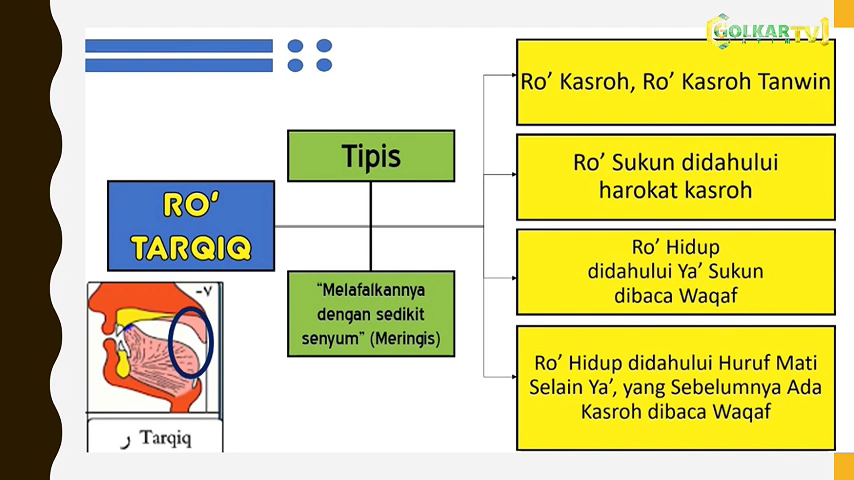 GOLKAR TV
RO'
TARQIQ
Tipis
"Melafalkannya
dengan sedikit
senyum" (Meringis)
Ro' Kasroh, Ro' Kasroh Tanwin
Ro' Sukun didahului
harokat kasroh
Ro' Hidup
didahului Ya' Sukun
dibaca Waqaf
Ro' Hidup didahului Huruf Mati
Selain Ya', yang Sebelumnya Ada
Kasroh dibaca Waqaf
-٧
ر Tarqiq